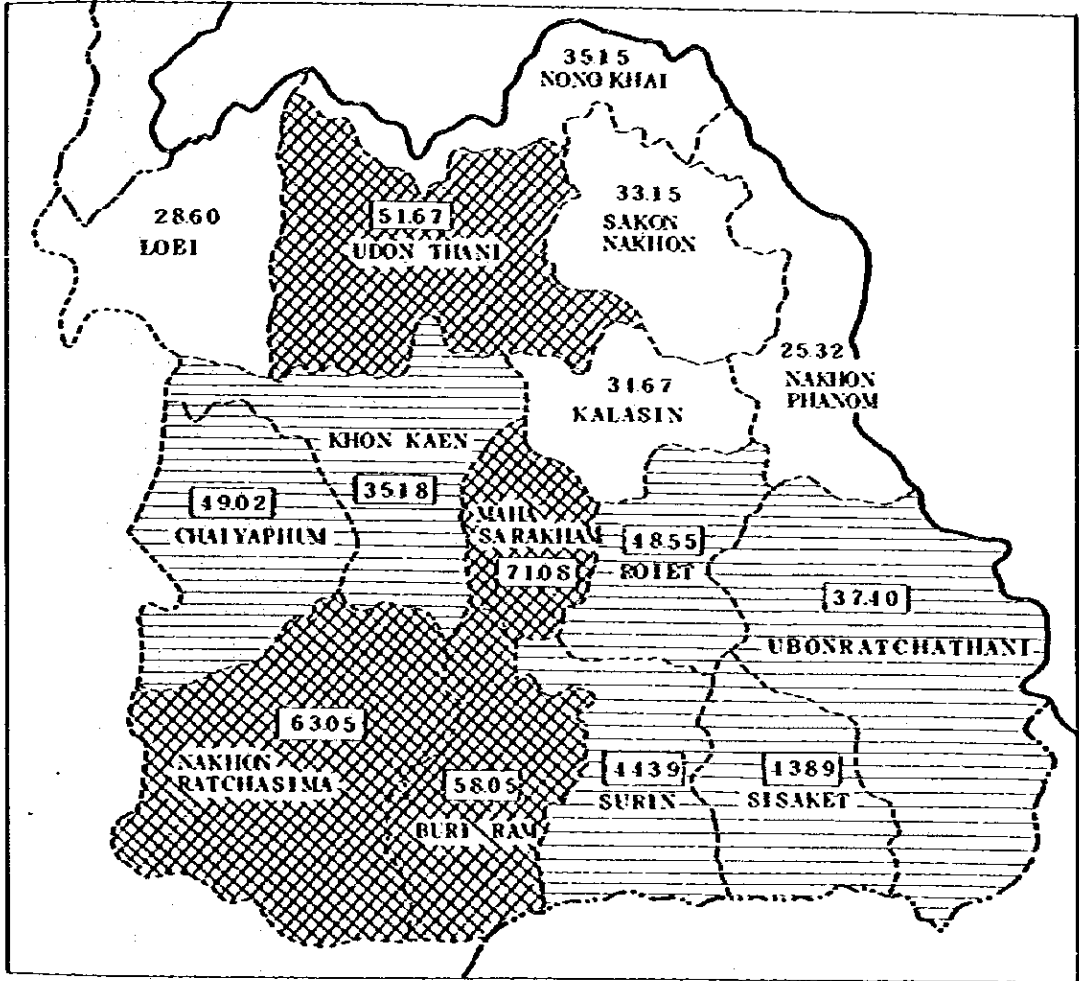 35.15
NONG KHAI
28.60
LOEI
51.67
UDON THANI
33.15
SAKON
NAKHON
25.32
NAKHON
PHANOM
31.67
KALASIN
KHON KAEN
35.18
49.02
CHAIYAPHUM
MAHA
SARAKHAM
71.08
48.55
ROIET
37.40
UBONRATCHATHANI
63.05
NAKHON
RATCHASIMA
58.05
BURI RAM
44.39
SURIN
43.89
SISAKET